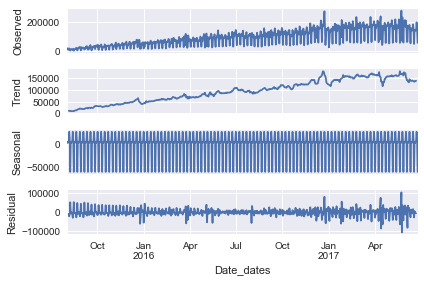 Observed
200000
0
Trend
150000
100000
50000
0
Seasonal
0
−50000
Residual
100000
0
−100000
Oct Jan Apr Jul Oct Jan Apr
2016 2017
Date_dates